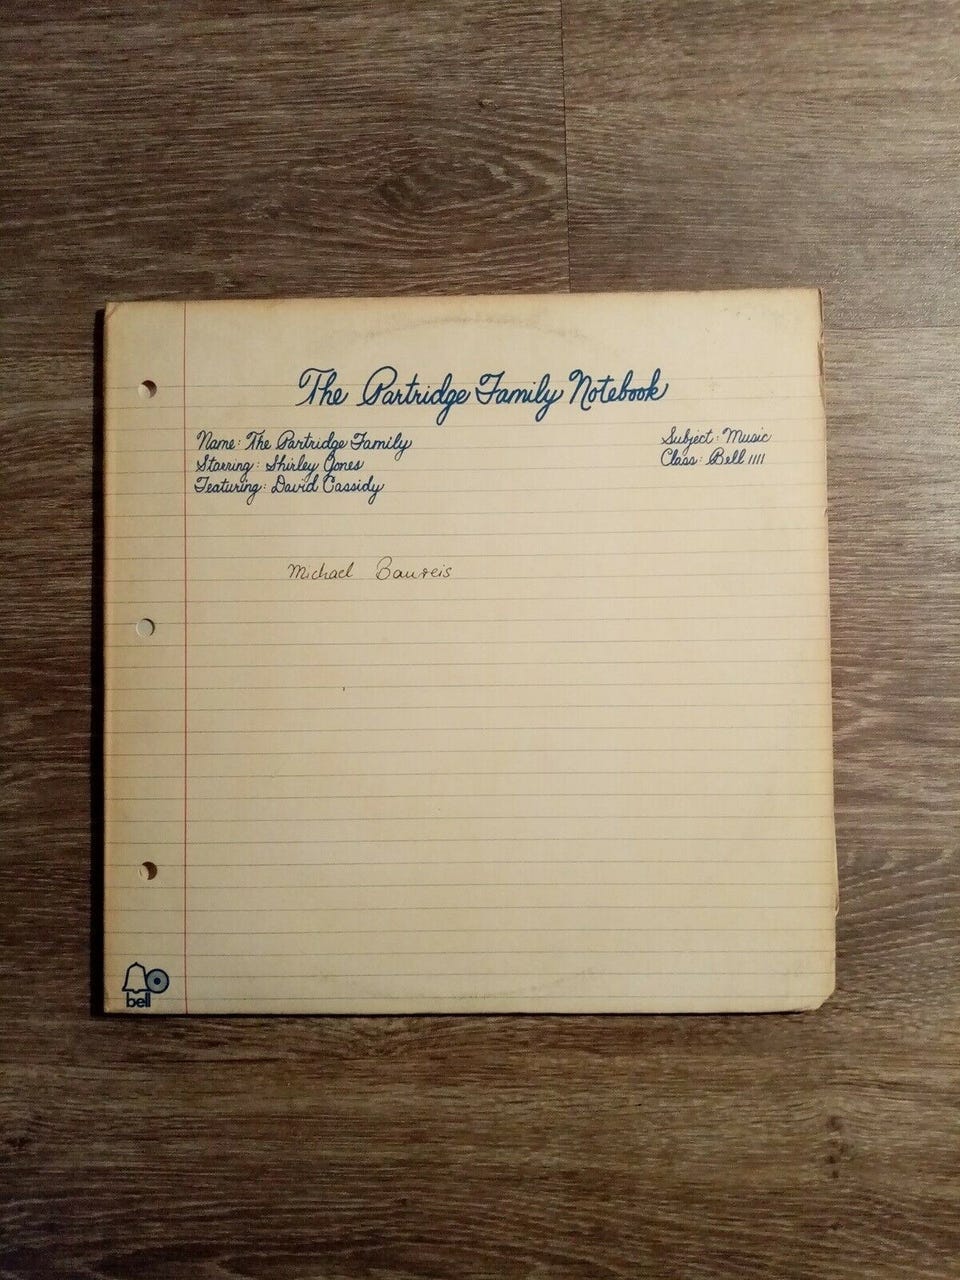 The Partridge Family Notebook
Name: The Partridge Family
Starring: Shirley Jones
Featuring: David Cassidy
Subject: Music
Class: Bell 1111
Michael Baureis
bell